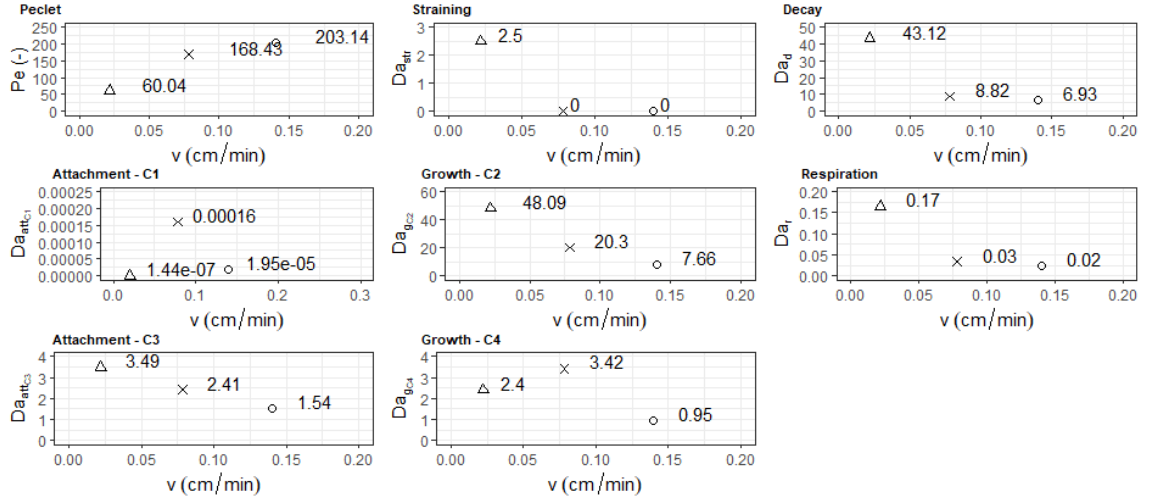 Peclet
Pe (-)
250
200
150
100
50
0
60.04
168.43
203.14
0.00 0.05 0.10 0.15 0.20
v (cm/min)
Straining
Da_str
3
2
1
0
2.5
0
0
0.00 0.05 0.10 0.15 0.20
v (cm/min)
Decay
Da_d
50
40
30
20
10
0
43.12
8.82
6.93
0.00 0.05 0.10 0.15 0.20
v (cm/min)
Attachment - C1
Da_att_C1
0.00025
0.00020
0.00015
0.00010
0.00005
0.00000
0.00016
1.44e-07
1.95e-05
0.0 0.1 0.2 0.3
v (cm/min)
Growth - C2
Da_g_C2
60
40
20
0
48.09
20.3
7.66
0.00 0.05 0.10 0.15 0.20
v (cm/min)
Respiration
Da_r
0.20
0.15
0.10
0.05
0.00
0.17
0.03
0.02
0.00 0.05 0.10 0.15 0.20
v (cm/min)
Attachment - C3
Da_att_C3
4
3
2
1
0
3.49
2.41
1.54
0.00 0.05 0.10 0.15 0.20
v (cm/min)
Growth - C4
Da_g_C4
4
3
2
1
0
2.4
3.42
0.95
0.00 0.05 0.10 0.15 0.20
v (cm/min)